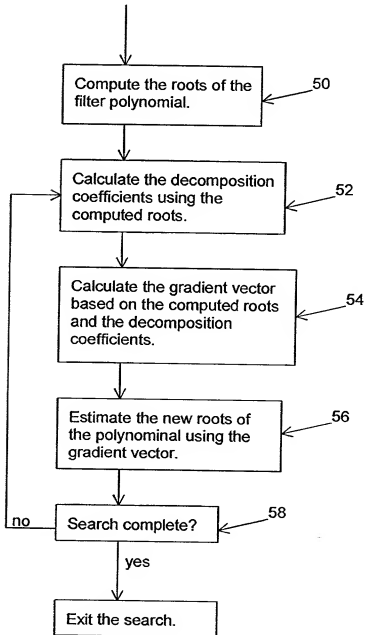 Compute the roots of the
filter polynomial.
50
Calculate the decomposition
coefficients using the
computed roots.
52
Calculate the gradient vector
based on the computed roots
and the decomposition
coefficients.
54
Estimate the new roots of
the polynominal using the
gradient vector.
56
Search complete?
58
no
yes
Exit the search.